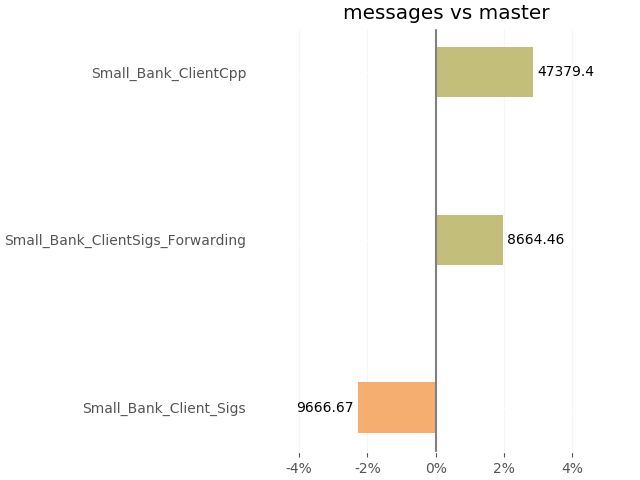 messages vs master
Small_Bank_ClientCpp
47379.4
Small_Bank_ClientSigs_Forwarding
8664.46
Small_Bank_Client_Sigs
9666.67
-4%
-2%
0%
2%
4%